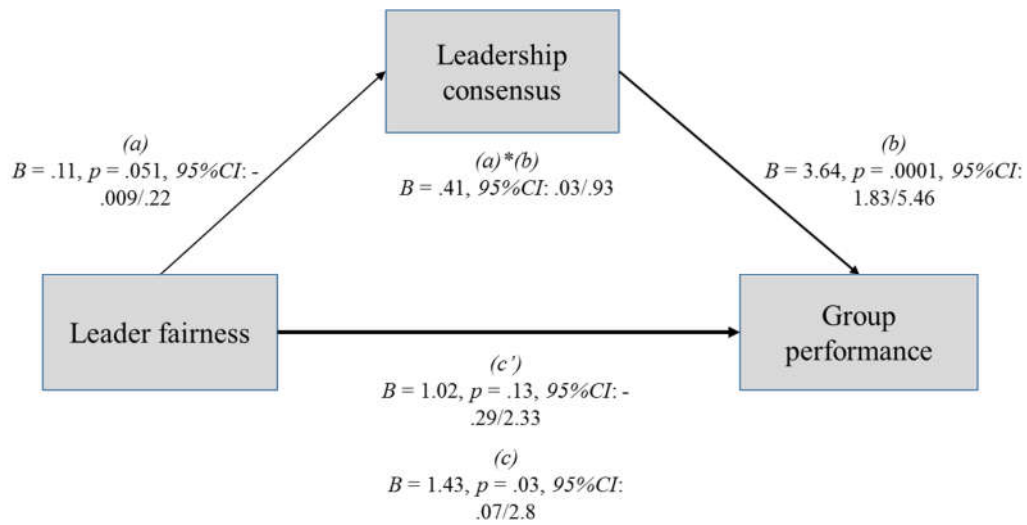 Leadership
consensus
(a)
B = .11, p = .051, 95%CI: -
.009/.22
(a)*(b)
B = .41, 95%CI: .03/.93
(b)
B = 3.64, p = .0001, 95%CI:
1.83/5.46
Leader fairness
Group
performance
(c’)
B = 1.02, p = .13, 95%CI: -
.29/2.33
(c)
B = 1.43, p = .03, 95%CI:
.07/2.8